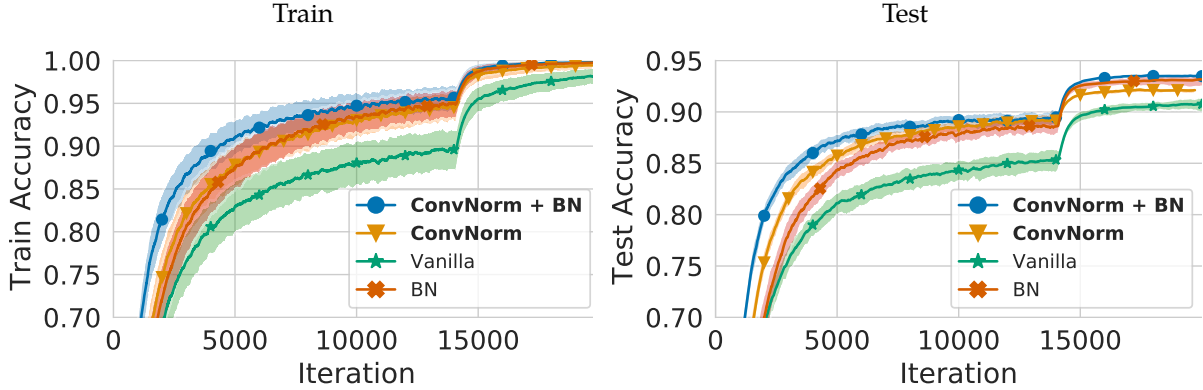 Train
Train Accuracy
1.00
0.95
0.90
0.85
0.80
0.75
0.70
0
5000
10000
15000
Iteration
ConvNorm + BN
ConvNorm
Vanilla
BN
Test
Test Accuracy
0.95
0.90
0.85
0.80
0.75
0.70
0
5000
10000
15000
Iteration
ConvNorm + BN
ConvNorm
Vanilla
BN